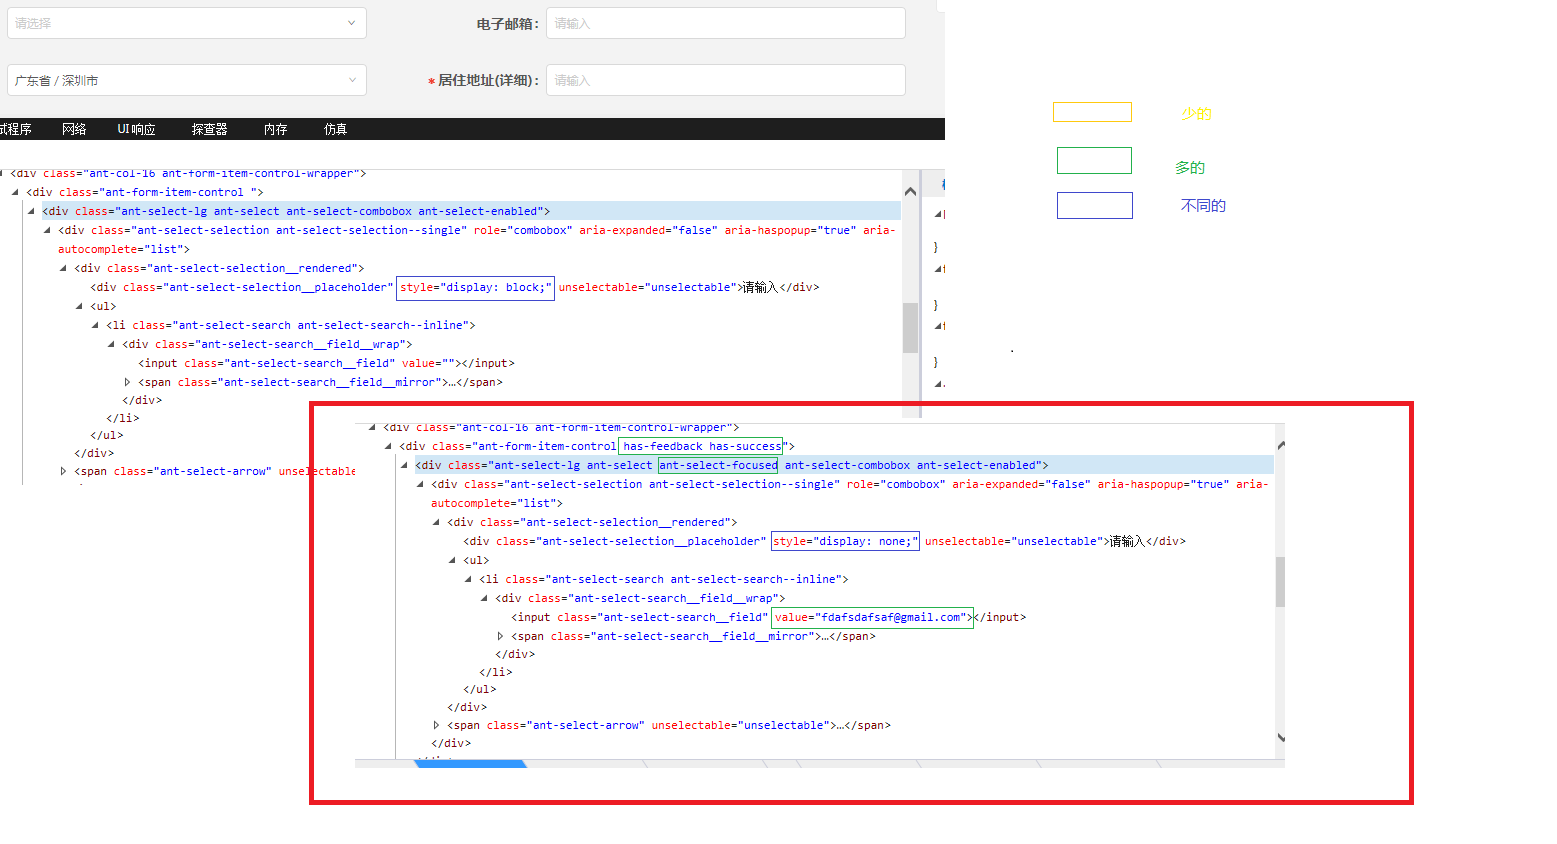 请选择
电子邮箱：
请输入
广东省 / 深圳市
* 居住地址(详细)：
请输入
试程序 网络 UI 响应 探查器 内存 仿真
少的
多的
不同的
<div class="ant-col-16 ant-form-item-control-wrapper">
<div class="ant-form-item-control ">
<div class="ant-select-lg ant-select ant-select-combobox ant-select-enabled">
<div class="ant-select-selection ant-select-selection--single" role="combobox" aria-expanded="false" aria-haspopup="true" aria-
autocomplete="list">
<div class="ant-select-selection__rendered">
<div class="ant-select-selection__placeholder" style="display: block;" unselectable="unselectable">请输入</div>
<ul>
<li class="ant-select-search ant-select-search--inline">
<div class="ant-select-search__field__wrap">
<input class="ant-select-search__field" value=""></input>
<span class="ant-select-search__field__mirror">…</span>
</div>
</li>
</ul>
</div>
<span class="ant-select-arrow" unselectable
}
}
}
<div class="ant-col-16 ant-form-item-control-wrapper">
<div class="ant-form-item-control has-feedback has-success">
<div class="ant-select-lg ant-select ant-select-focused ant-select-combobox ant-select-enabled">
<div class="ant-select-selection ant-select-selection--single" role="combobox" aria-expanded="false" aria-haspopup="true" aria-
autocomplete="list">
<div class="ant-select-selection__rendered">
<div class="ant-select-selection__placeholder" style="display: none;" unselectable="unselectable">请输入</div>
<ul>
<li class="ant-select-search ant-select-search--inline">
<div class="ant-select-search__field__wrap">
<input class="ant-select-search__field" value="fdafsdafsaf@gmail.com"></input>
<span class="ant-select-search__field__mirror">…</span>
</div>
</li>
</ul>
</div>
<span class="ant-select-arrow" unselectable="unselectable">…</span>
</div>